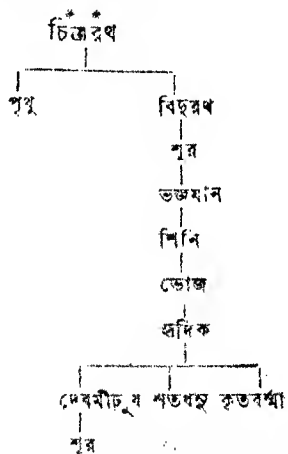 * *
চিত্ররথ
পৃথু বিদূরথ
শূর
ভজমান
শিনি
ভোজ
হৃদিক
দেবমীঢ়ুষ শতধনু কৃতবর্ম্মা
শূর